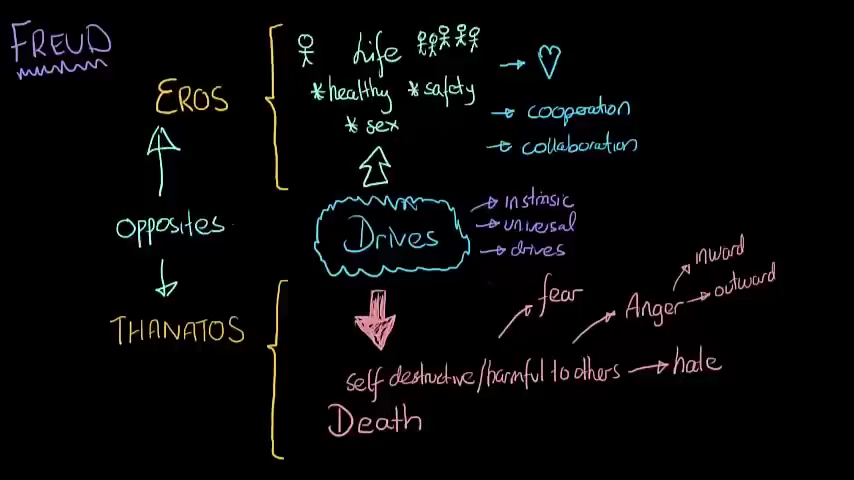 FREUD
EROS
Life
*healthy *safety
*sex
→ cooperation
→ collaboration
opposites
Drives
→ instrinsic
→ universal
→ drives
THANATOS
fear
Anger
inward
→ outward
self destructive/harmful to others → hate
Death